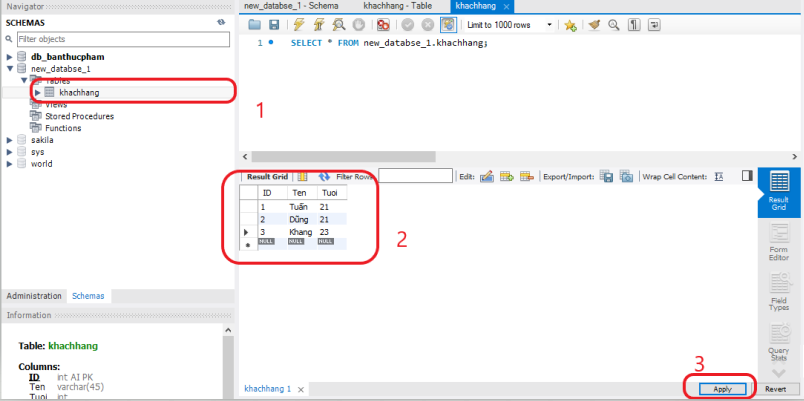 Navigator
SCHEMAS
Filter objects
db_banthucpham
new_databse_1
Tables
khachhang
Views
Stored Procedures
Functions
sakila
sys
world
1
Administration Schemas
Information
Table: khachhang
Columns:
ID int AI PK
Ten varchar(45)
Tuoi int
new_databse_1 - Schema khachhang - Table khachhang ×
Limit to 1000 rows
1 SELECT * FROM new_databse_1.khachhang;
Result Grid Filter Rows Edit: Export/Import: Wrap Cell Content:
ID Ten Tuoi
1 Tuấn 21
2 Dũng 21
3 Khang 23
NULL NULL NULL
2
Result
Grid
Form
Editor
Field
Types
Query
Stats
3
khachhang 1 × Apply Revert